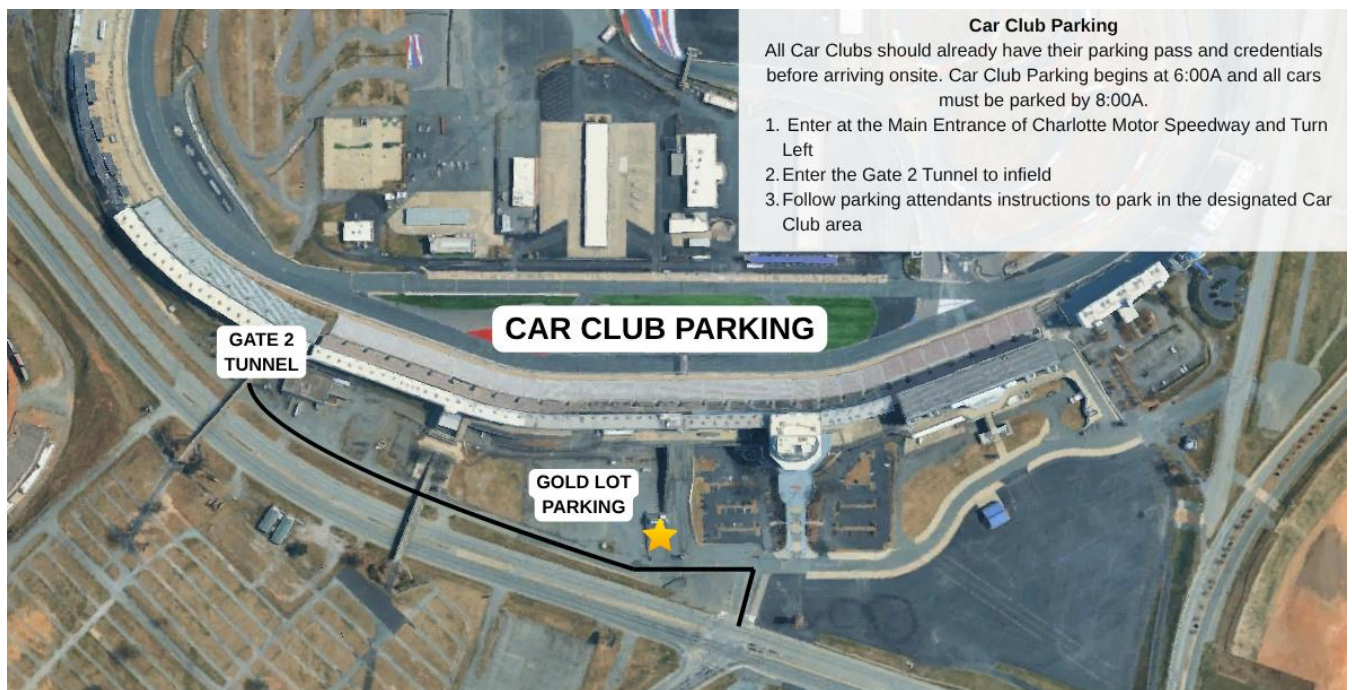 Car Club Parking
All Car Clubs should already have their parking pass and credentials
before arriving onsite. Car Club Parking begins at 6:00A and all cars
must be parked by 8:00A.
1. Enter at the Main Entrance of Charlotte Motor Speedway and Turn
Left
2. Enter the Gate 2 Tunnel to infield
3. Follow parking attendants instructions to park in the designated Car
Club area
CAR CLUB PARKING
GATE 2
TUNNEL
GOLD LOT
PARKING